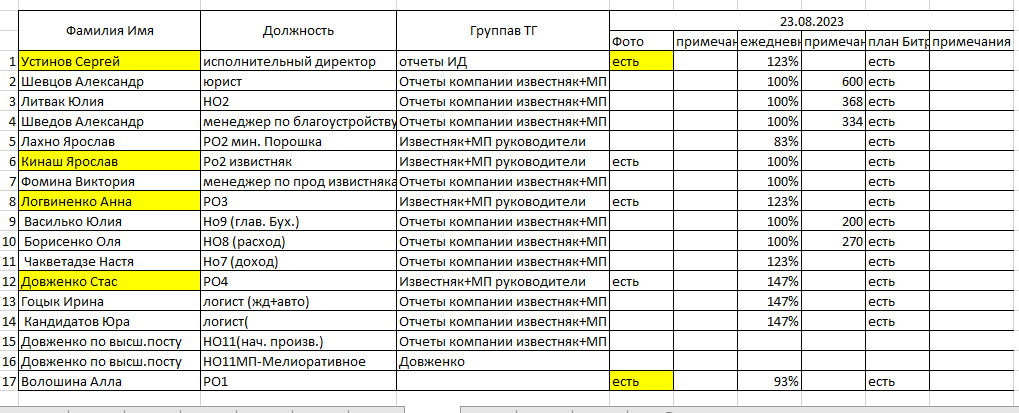 Фамилия Имя Должность Группав ТГ 23.08.2023
Фото примечан ежедневн примечан план Битр примечания
1 Устинов Сергей исполнительный директор отчеты ИД есть 123% есть
2 Шевцов Александр юрист Отчеты компании известняк+МП 100% 600 есть
3 Литвак Юлия НО2 Отчеты компании известняк+МП 100% 368 есть
4 Шведов Александр менеджер по благоустройству Отчеты компании известняк+МП 100% 334 есть
5 Лахно Ярослав РО2 мин. Порошка Известняк+МП руководители 83% есть
6 Кинаш Ярослав Ро2 извистняк Известняк+МП руководители есть 100% есть
7 Фомина Виктория менеджер по прод извистняка Отчеты компании известняк+МП 100% есть
8 Логвиненко Анна РО3 Известняк+МП руководители есть 123% есть
9 Василько Юлия Но9 (глав. Бух.) Отчеты компании известняк+МП 100% 200 есть
10 Борисенко Оля НО8 (расход) Отчеты компании известняк+МП 100% 270 есть
11 Чакветадзе Настя Но7 (доход) Отчеты компании известняк+МП 123% есть
12 Довженко Стас РО4 Известняк+МП руководители есть 147% есть
13 Гоцык Ирина логист (жд+авто) Отчеты компании известняк+МП 147% есть
14 Кандидатов Юра логист( Отчеты компании известняк+МП 147% есть
15 Довженко по высш.посту НО11(нач. произв.) Отчеты компании известняк+МП
16 Довженко по высш.посту НО11МП-Мелиоративное Довженко
17 Волошина Алла РО1 есть 93% есть